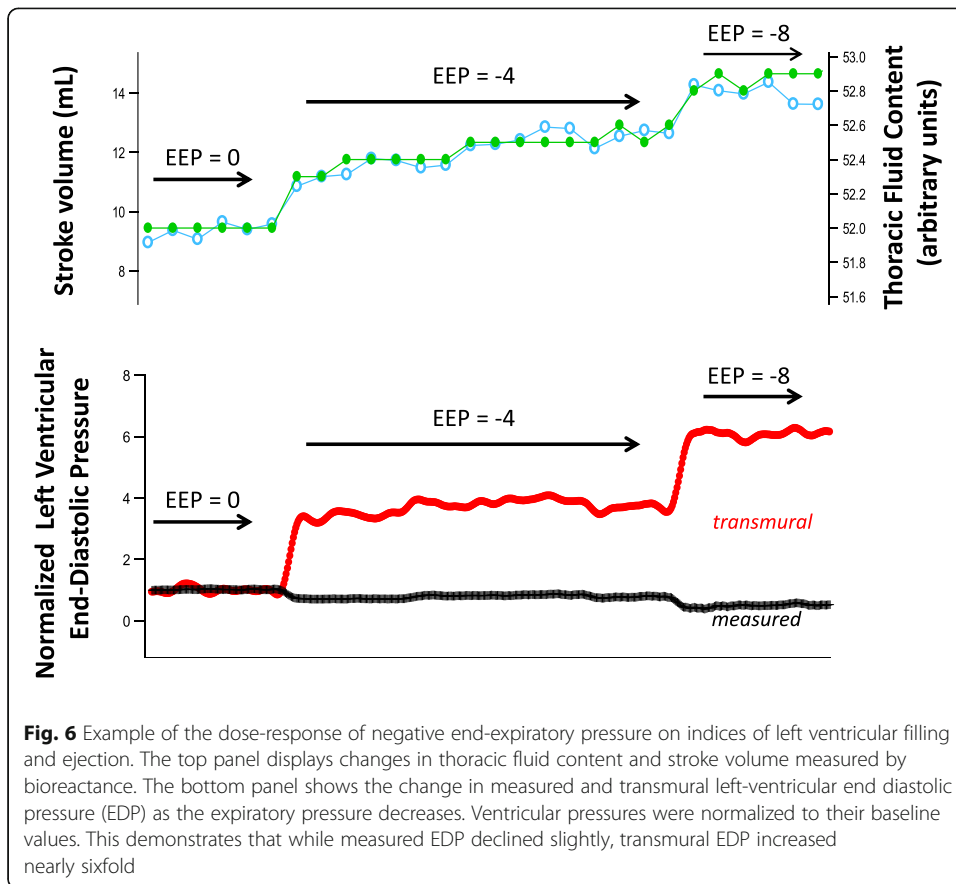 EEP = -8
EEP = -4
EEP = 0
Stroke volume (mL)
14
12
10
8
53.0
52.8
52.6
52.4
52.2
52.0
51.8
51.6
Thoracic Fluid Content
(arbitrary units)
Normalized Left Ventricular
End-Diastolic Pressure
8
6
4
2
0
EEP = -8
EEP = -4
EEP = 0
transmural
measured
Fig. 6 Example of the dose-response of negative end-expiratory pressure on indices of left ventricular filling
and ejection. The top panel displays changes in thoracic fluid content and stroke volume measured by
bioreactance. The bottom panel shows the change in measured and transmural left-ventricular end diastolic
pressure (EDP) as the expiratory pressure decreases. Ventricular pressures were normalized to their baseline
values. This demonstrates that while measured EDP declined slightly, transmural EDP increased
nearly sixfold